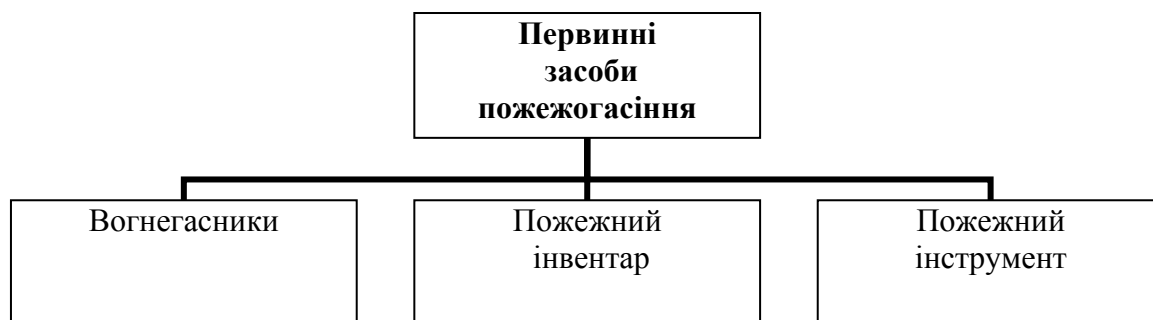 Первинні
засоби
пожежогасіння
Вогнегасники
Пожежний
інвентар
Пожежний
інструмент